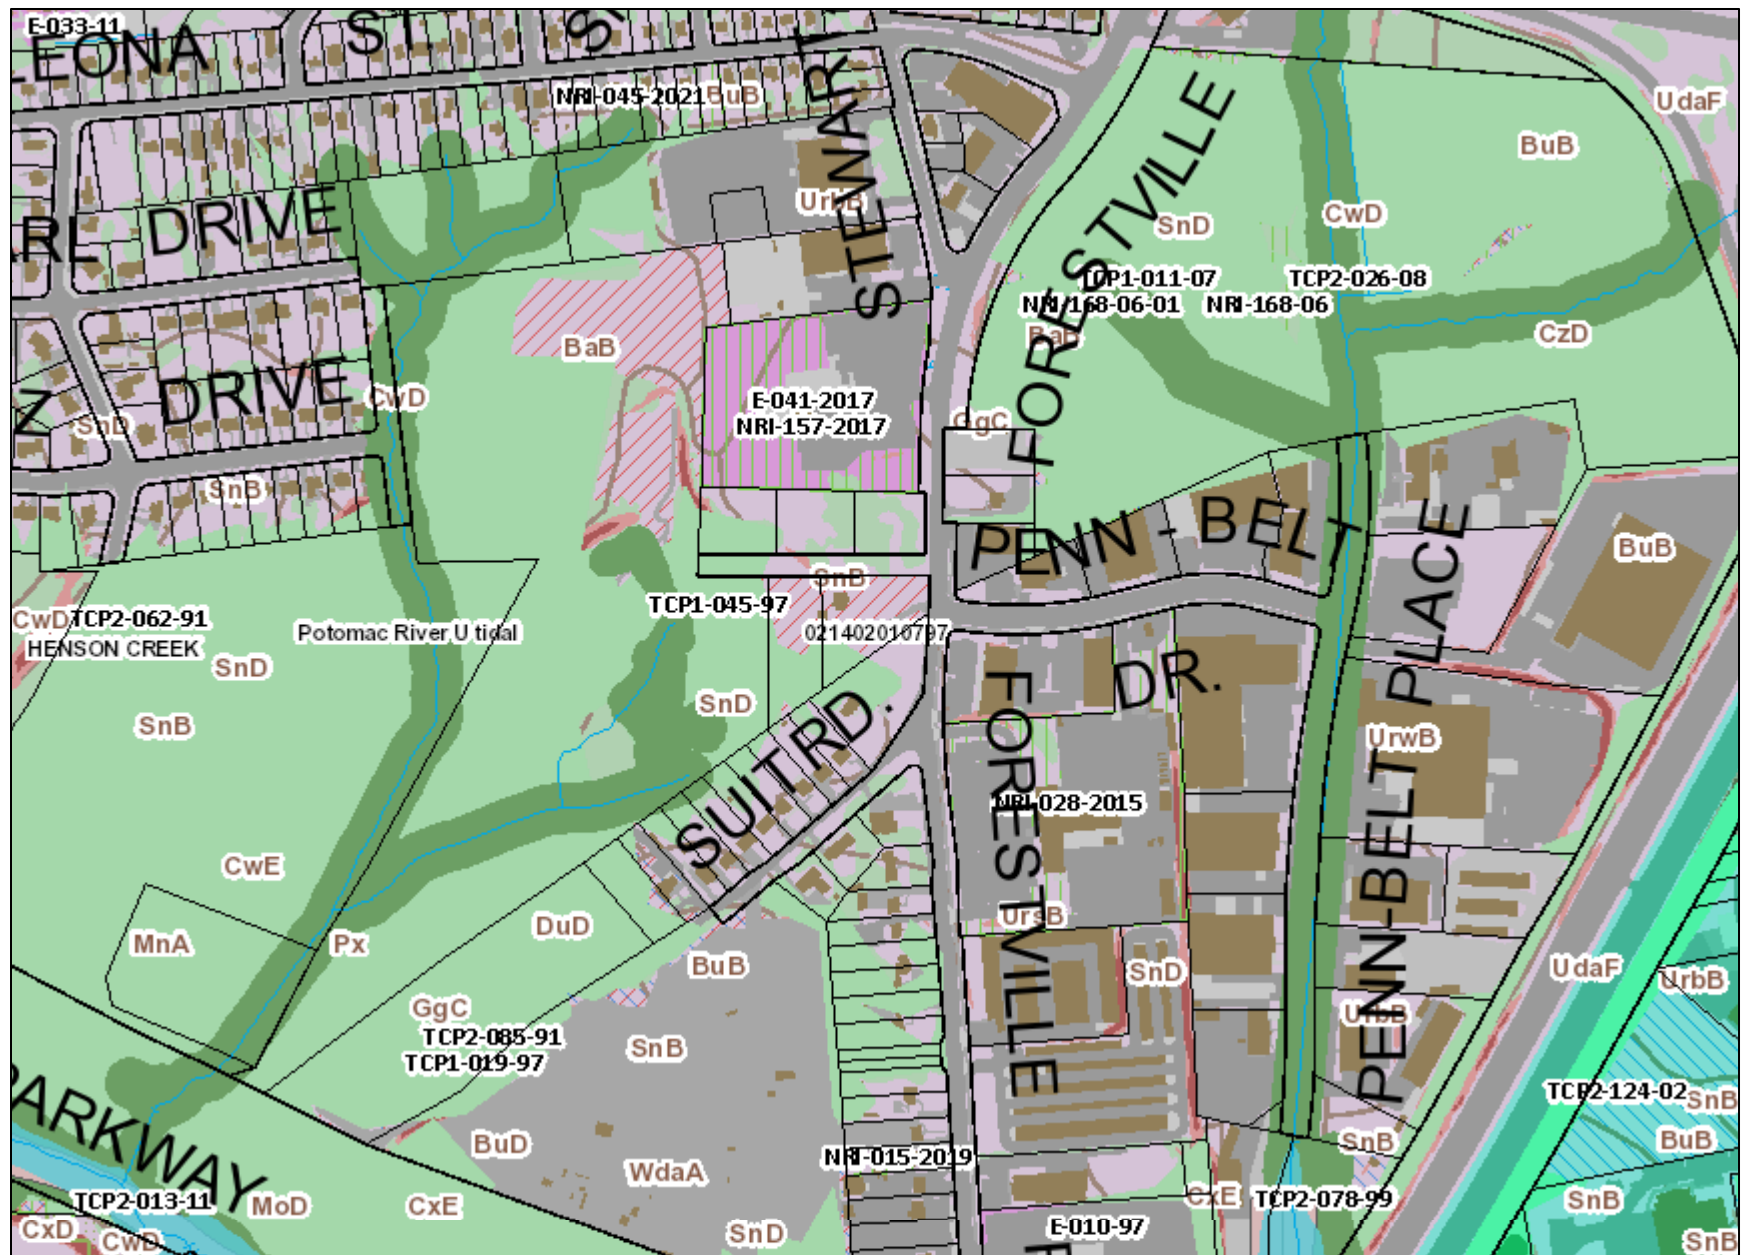 E-033-11
LEONA
ST.
STEWART
NRI-045-2021
BuB
UdaF
BuB
DRIVE
UrbB
FORESTVILLE
SnD
CwD
TCP1-011-07
TCP2-026-08
NRI-168-06-01
NRI-168-06
BaB
BaB
CzD
DRIVE
CwD
E-041-2017
NRI-157-2017
SnD
GgC
SnB
PENN - BELT
PLACE
BuB
SnB
CwD
TCP2-062-91
TCP1-045-97
Potomac River U tidal
021402010797
HENSON CREEK
SnD
SnD
DR.
SnB
SUIT RD.
FORESTVILLE
UrwB
NRI-028-2015
CwE
PENN-BELT
UrsB
DuD
MnA
Px
BuB
SnD
UdaF
UrbB
GgC
UrbB
TCP2-085-91
SnB
TCP1-019-97
PARKWAY
TCP2-124-02
SnB
BuD
SnB
BuB
NRI-015-2019
WdaA
TCP2-013-11
MoD
CxE
CxE
TCP2-078-99
SnB
CxD
CwD
SnD
E-010-97
SnB